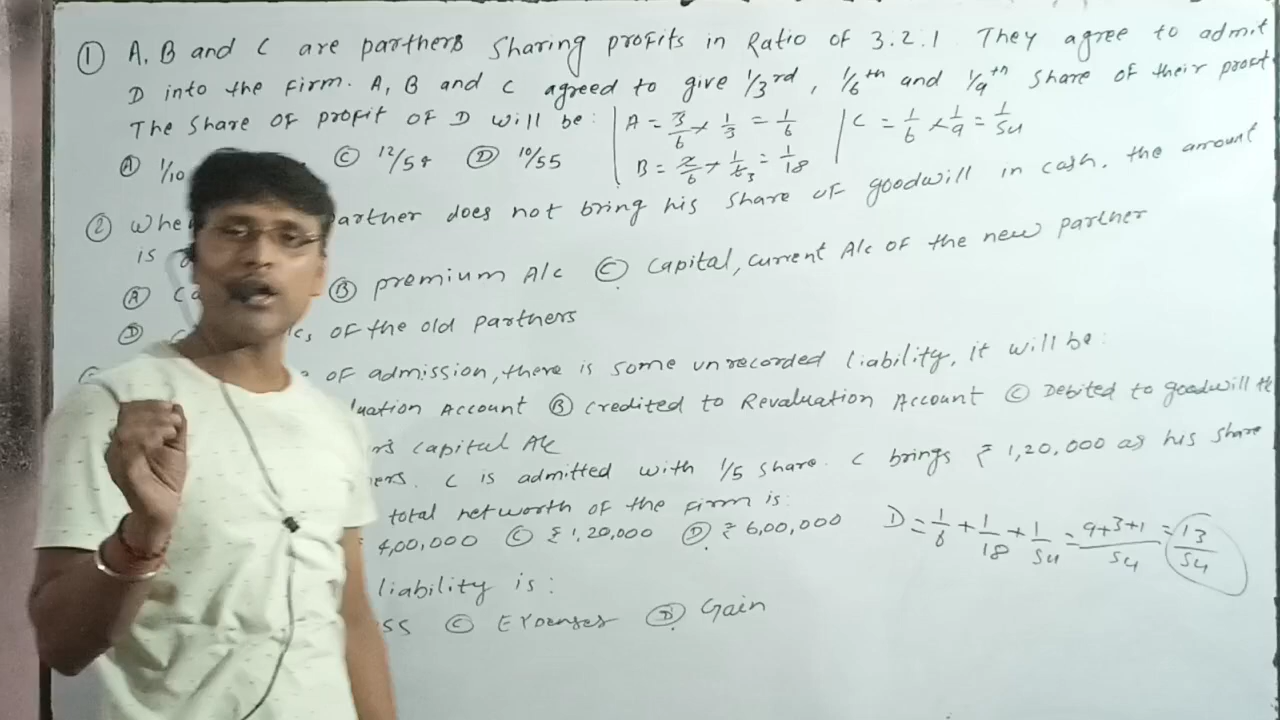 ① A, B and C are partners sharing profits in Ratio of 3.2.1 They agree to admit
D into the firm. A, B and C agreed to give 1/3rd, 1/6th and 1/9th share of their profit
The share of profit of D will be:
A = 3/6 × 1/3 = 1/6
B = 2/6 × 1/6 3 = 1/18
C = 1/6 × 1/9 = 1/54
Ⓐ 1/10 Ⓒ 12/54 Ⓓ 10/55
② does not bring his share of goodwill in cash. the amount
is
Ⓐ Ⓑ premium A/c Ⓒ capital, current A/c of the new partner
Ⓓ of the old partners
of admission, there is some unrecorded liability, it will be:
Account Ⓑ credited to Revaluation Account Ⓒ Debited to goodwill
capital A/c
C is admitted with 1/5 share. C brings ₹ 1,20,000 as his share
total networth of the firm is:
4,00,000 Ⓒ ₹ 1,20,000 Ⓓ ₹ 6,00,000
D = 1/6 + 1/18 + 1/54 = 9+3+1/54 = 13/54
liability is:
Ⓒ Expenses Ⓓ Gain